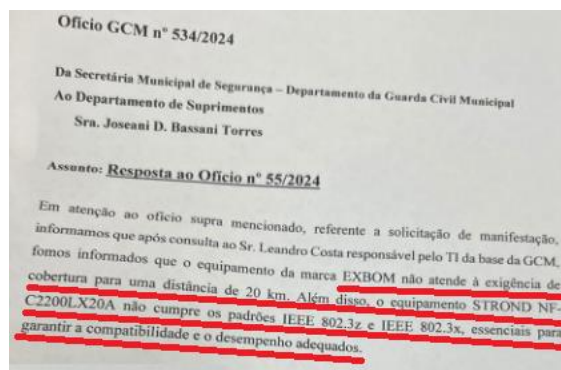 Oficio GCM nº 534/2024
Da Secretária Municipal de Segurança – Departamento da Guarda Civil Municipal
Ao Departamento de Suprimentos
Sra. Joseani D. Bassani Torres
Assunto: Resposta ao Oficio nº 55/2024
Em atenção ao oficio supra mencionado, referente a solicitação de manifestação,
informamos que após consulta ao Sr. Leandro Costa responsável pelo TI da base da GCM,
fomos informados que o equipamento da marca EXBOM não atende à exigência de
cobertura para uma distância de 20 km. Além disso, o equipamento STROND NF-
C2200LX20A não cumpre os padrões IEEE 802.3z e IEEE 802.3x, essenciais para
garantir a compatibilidade e o desempenho adequados.